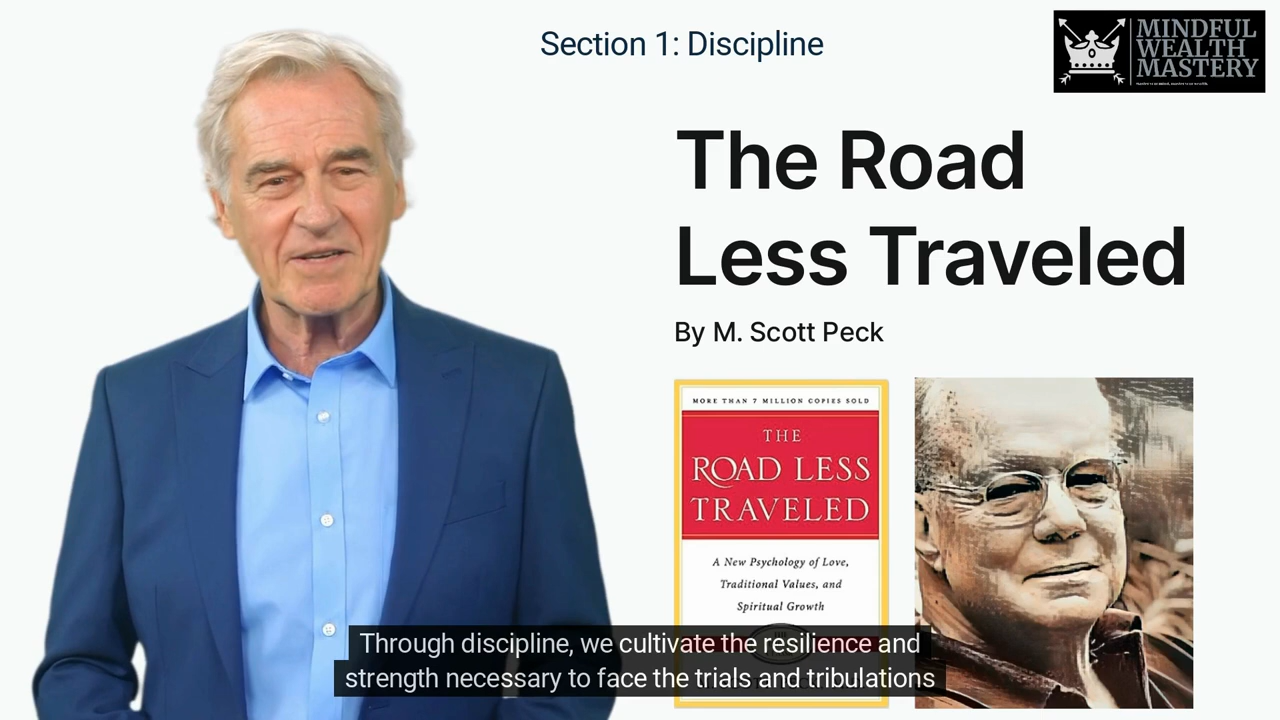 Section 1: Discipline
MINDFUL
WEALTH
MASTERY
The Road
Less Traveled
By M. Scott Peck
MORE THAN 7 MILLION COPIES SOLD
THE
ROAD LESS
TRAVELED
A New Psychology of Love,
Traditional Values, and
Spiritual Growth
Through discipline, we cultivate the resilience and
strength necessary to face the trials and tribulations